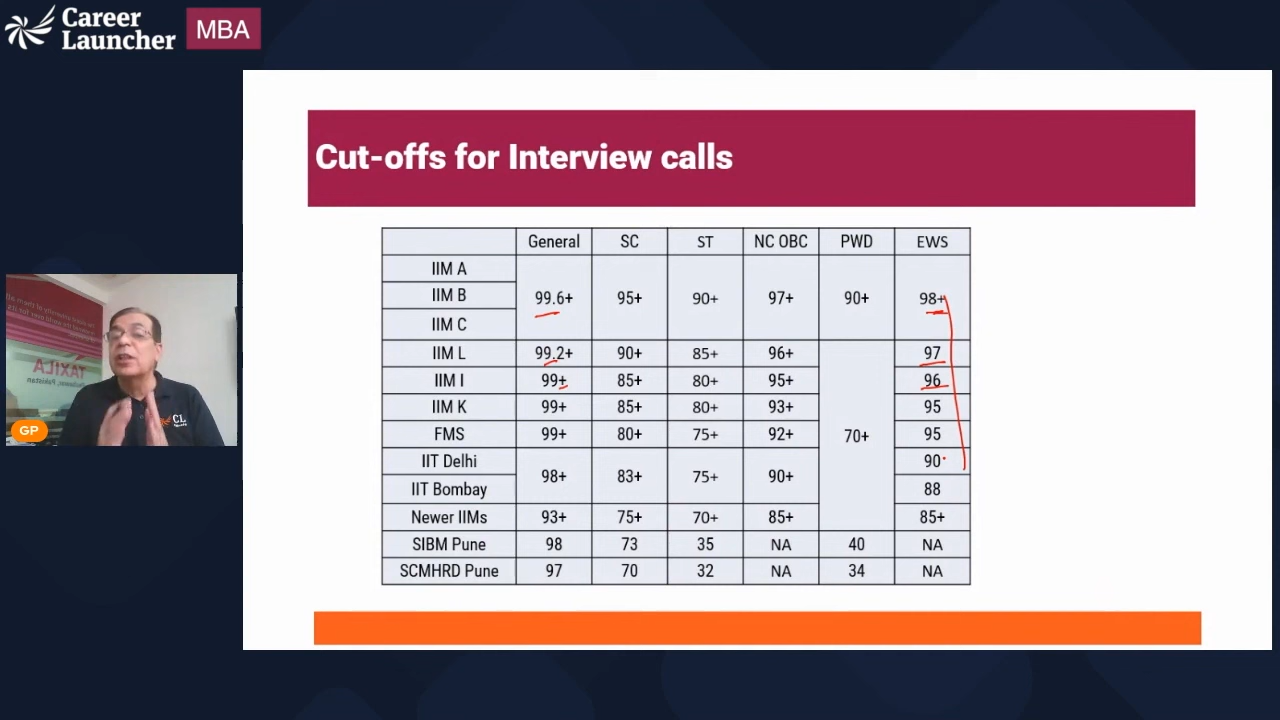 Career
Launcher
MBA
Cut-offs for Interview calls
General SC ST NC OBC PWD EWS
IIM A
IIM B
IIM C
99.6+ 95+ 90+ 97+ 90+ 98+
IIM L 99.2+ 90+ 85+ 96+ 97
IIM I 99+ 85+ 80+ 95+ 96
IIM K 99+ 85+ 80+ 93+ 95
FMS 99+ 80+ 75+ 92+ 95
70+
IIT Delhi 90
98+ 83+ 75+ 90+
IIT Bombay 88
Newer IIMs 93+ 75+ 70+ 85+ 85+
SIBM Pune 98 73 35 NA 40 NA
SCMHRD Pune 97 70 32 NA 34 NA
TAXILA
CL
GP